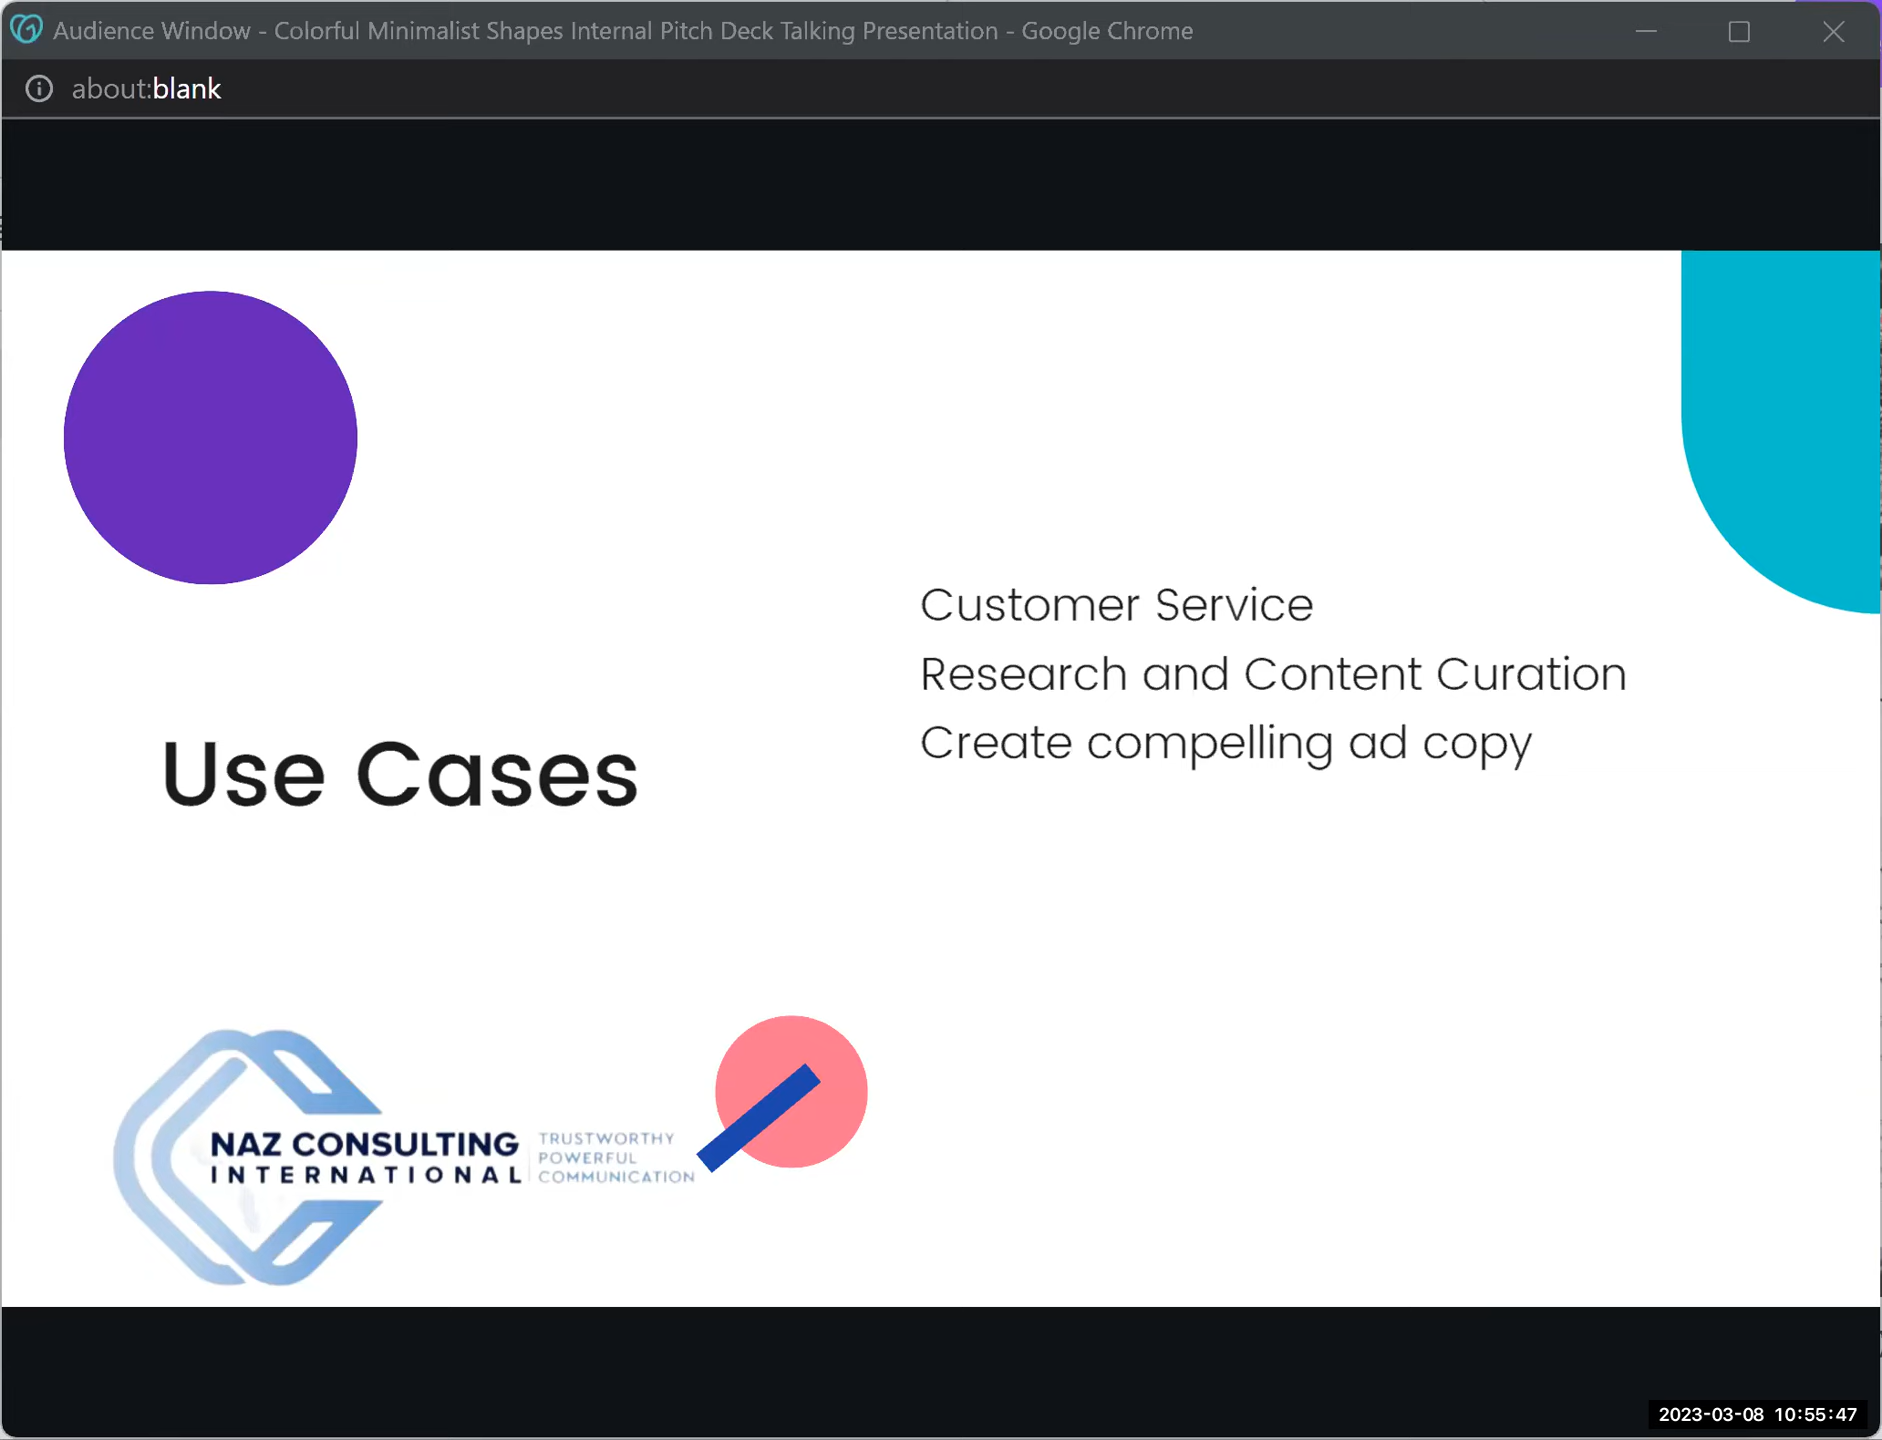 Audience Window - Colorful Minimalist Shapes Internal Pitch Deck Talking Presentation - Google Chrome
about:blank
Customer Service
Research and Content Curation
Create compelling ad copy
Use Cases
NAZ CONSULTING
INTERNATIONAL
TRUSTWORTHY
POWERFUL
COMMUNICATION
2023-03-08 10:55:47